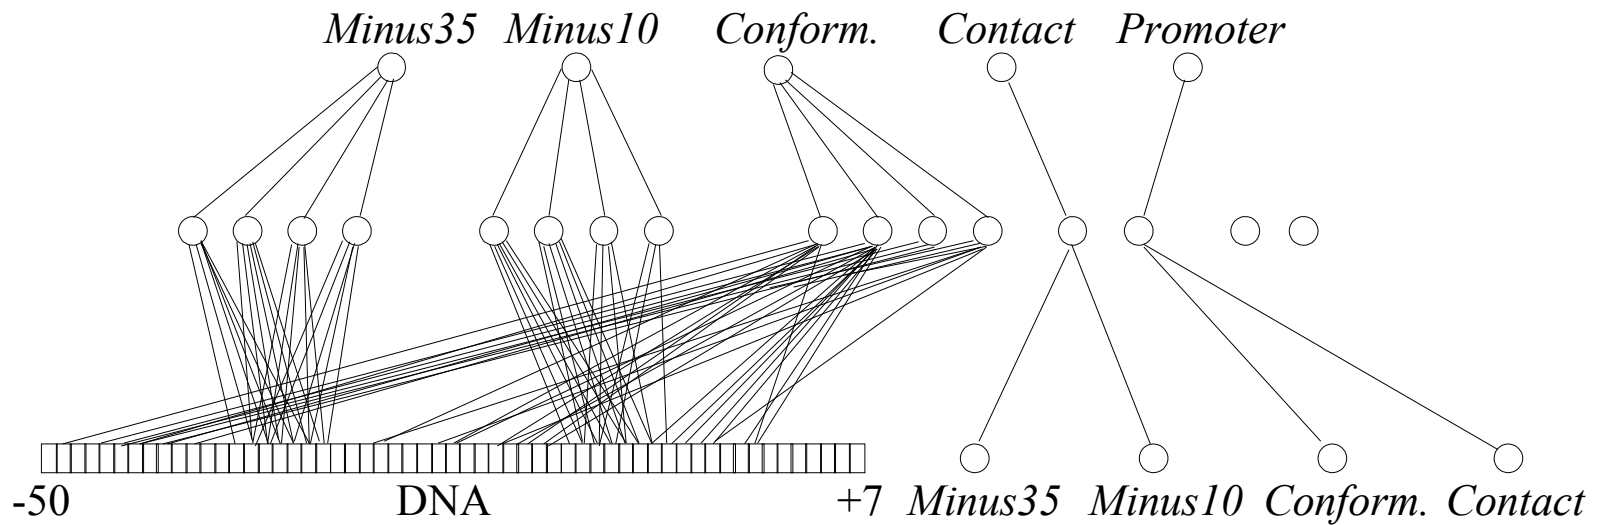 Minus35 Minus10 Conform. Contact Promoter
-50 DNA +7 Minus35 Minus10 Conform. Contact